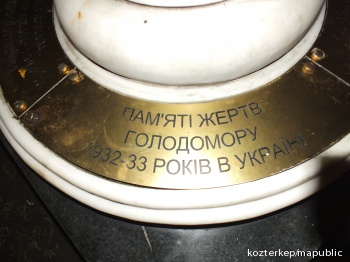 ПАМ'ЯТІ ЖЕРТВ
ГОЛОДОМОРУ
1932-33 РОКІВ В УКРАЇНІ
kozterkep/mapublic